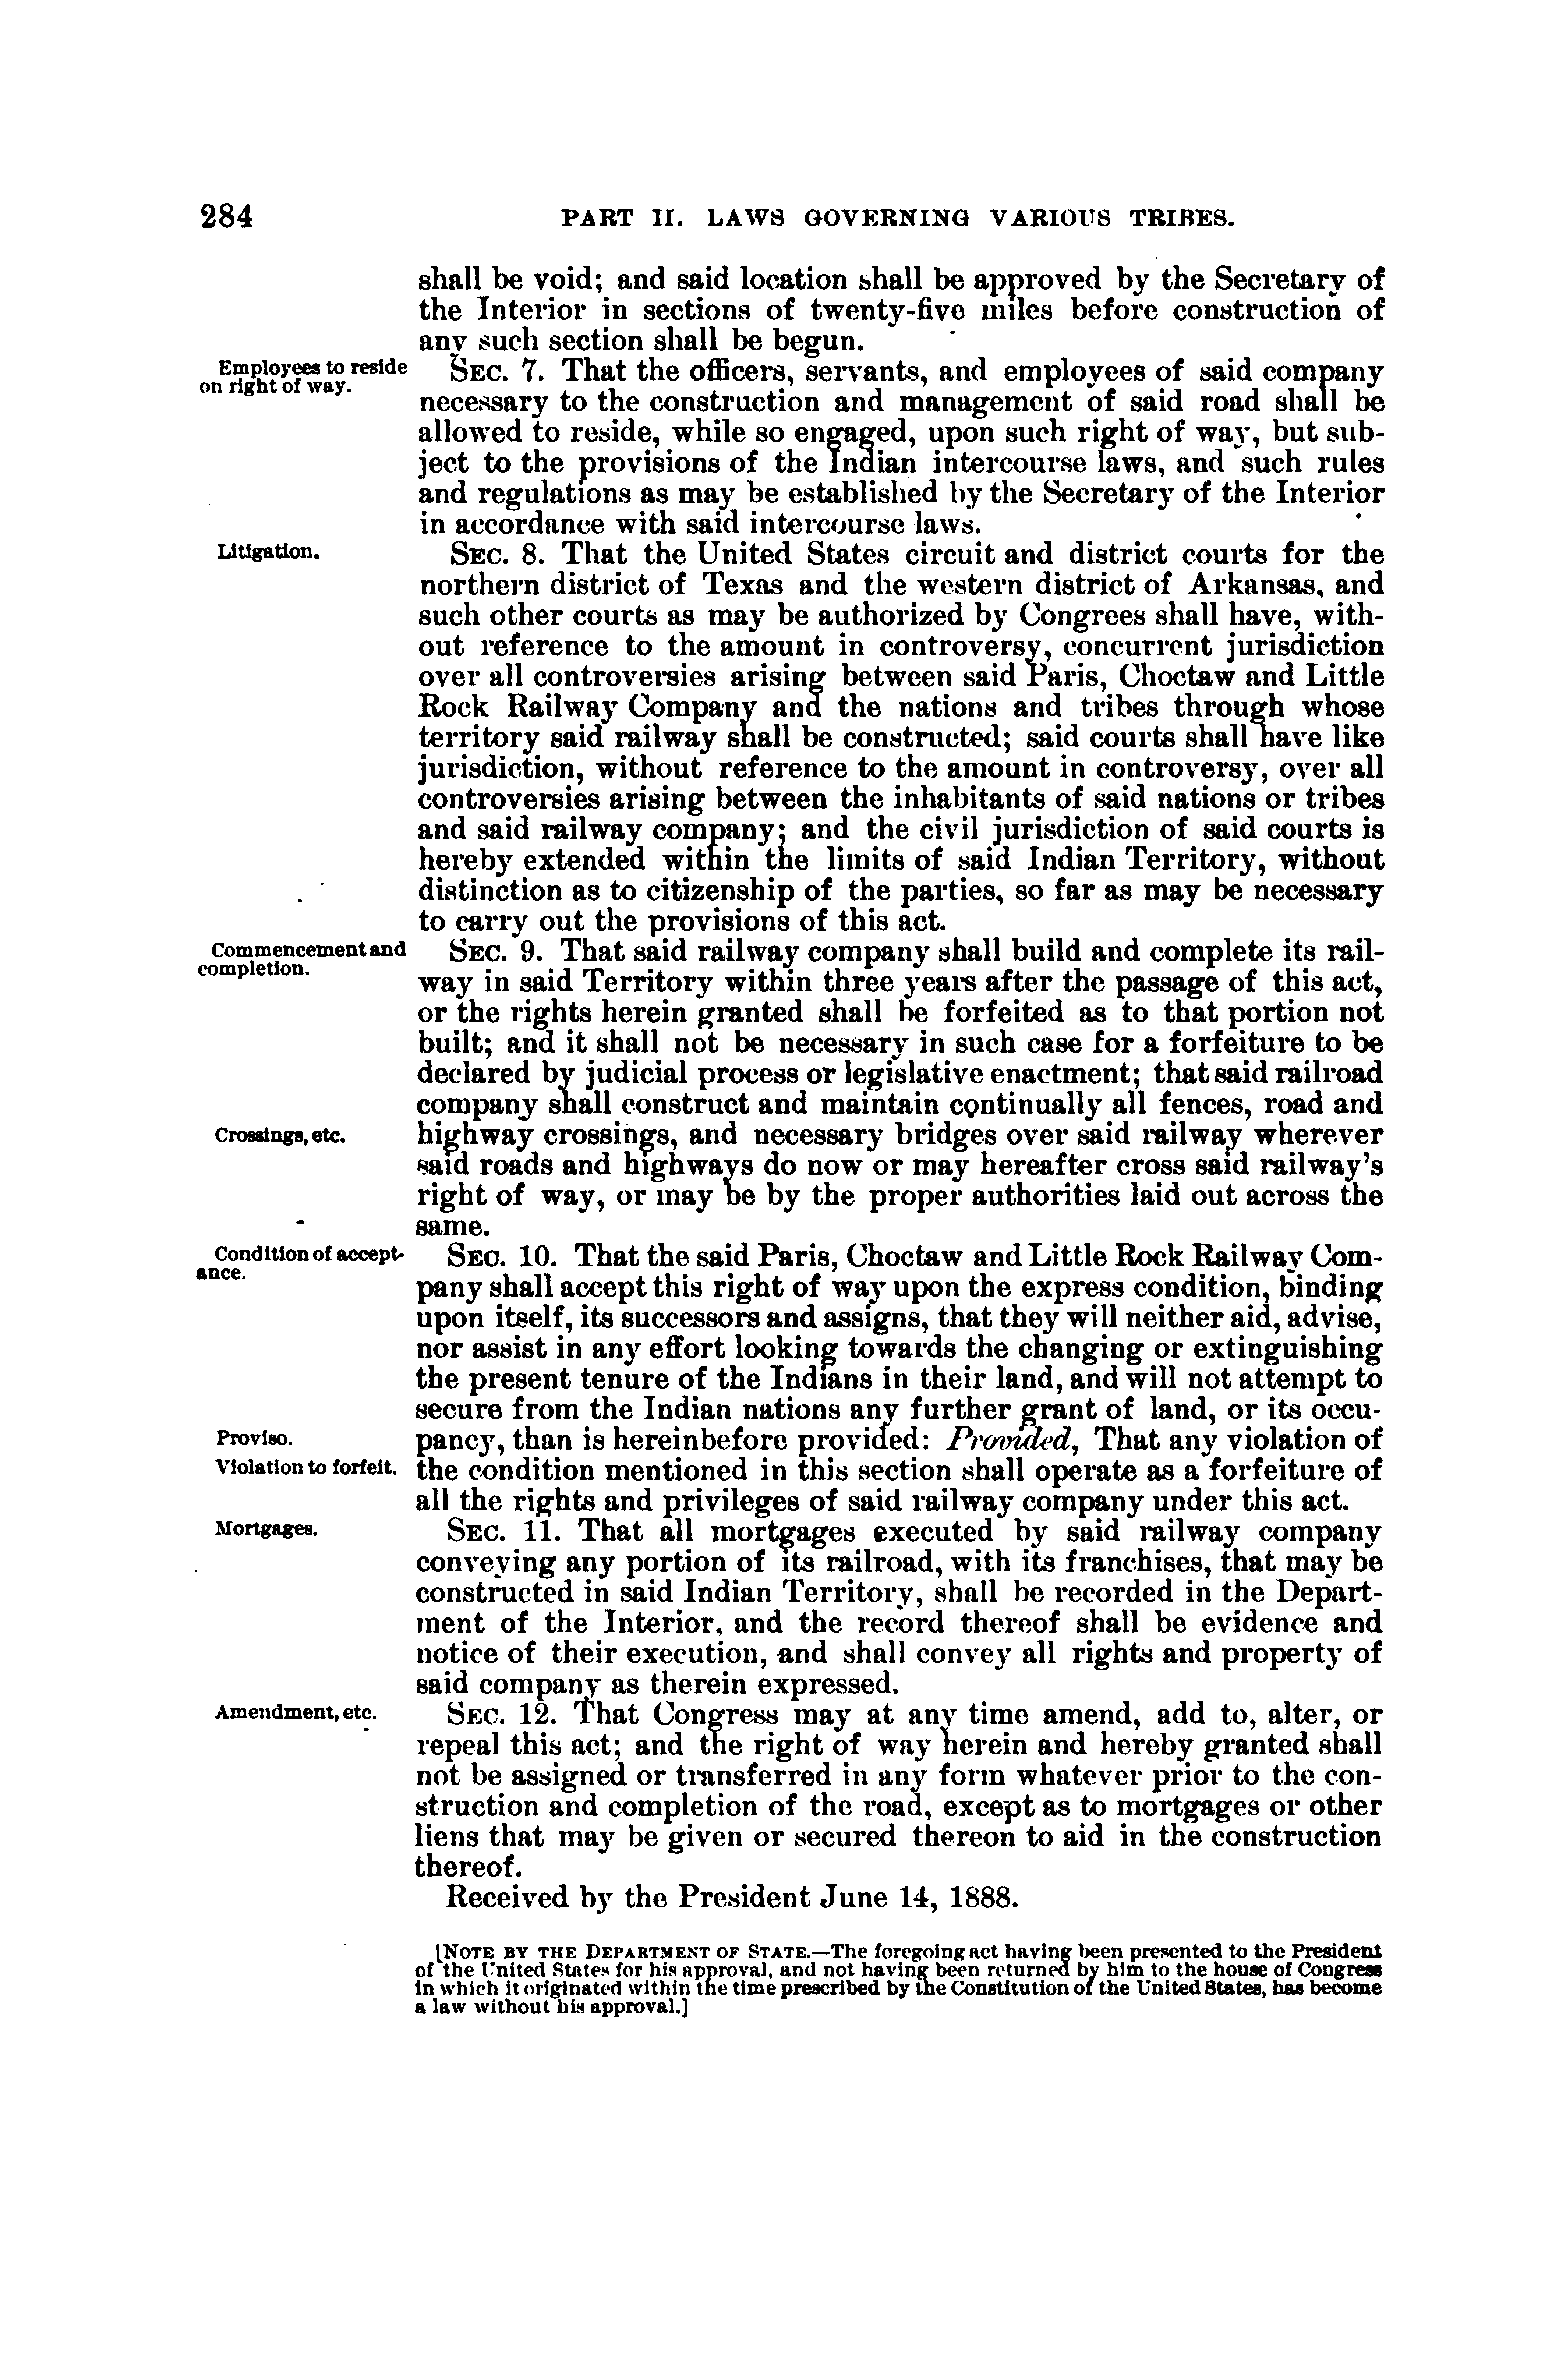 284 PART II. LAWS GOVERNING VARIOUS TRIBES.
shall be void; and said location shall be approved by the Secretary of
the Interior in sections of twenty-five miles before construction of
any such section shall be begun.
Employees to reside
on right of way.
SEC. 7. That the officers, servants, and employees of said company
necessary to the construction and management of said road shall be
allowed to reside, while so engaged, upon such right of way, but sub-
ject to the provisions of the Indian intercourse laws, and such rules
and regulations as may be established by the Secretary of the Interior
in accordance with said intercourse laws.
Litigation.
SEC. 8. That the United States circuit and district courts for the
northern district of Texas and the western district of Arkansas, and
such other courts as may be authorized by Congrees shall have, with-
out reference to the amount in controversy, concurrent jurisdiction
over all controversies arising between said Paris, Choctaw and Little
Rock Railway Company and the nations and tribes through whose
territory said railway shall be constructed; said courts shall have like
jurisdiction, without reference to the amount in controversy, over all
controversies arising between the inhabitants of said nations or tribes
and said railway company; and the civil jurisdiction of said courts is
hereby extended within the limits of said Indian Territory, without
distinction as to citizenship of the parties, so far as may be necessary
to carry out the provisions of this act.
Commencement and
completion.
SEC. 9. That said railway company shall build and complete its rail-
way in said Territory within three years after the passage of this act,
or the rights herein granted shall be forfeited as to that portion not
built; and it shall not be necessary in such case for a forfeiture to be
declared by judicial process or legislative enactment; that said railroad
company shall construct and maintain continually all fences, road and
Crossings, etc.
highway crossings, and necessary bridges over said railway wherever
said roads and highways do now or may hereafter cross said railway's
right of way, or may be by the proper authorities laid out across the
same.
Condition of accept-
ance.
SEC. 10. That the said Paris, Choctaw and Little Rock Railway Com-
pany shall accept this right of way upon the express condition, binding
upon itself, its successors and assigns, that they will neither aid, advise,
nor assist in any effort looking towards the changing or extinguishing
the present tenure of the Indians in their land, and will not attempt to
secure from the Indian nations any further grant of land, or its occu-
Proviso.
pancy, than is hereinbefore provided: Provided, That any violation of
Violation to forfeit.
the condition mentioned in this section shall operate as a forfeiture of
all the rights and privileges of said railway company under this act.
Mortgages.
SEC. 11. That all mortgages executed by said railway company
conveying any portion of its railroad, with its franchises, that may be
constructed in said Indian Territory, shall be recorded in the Depart-
ment of the Interior, and the record thereof shall be evidence and
notice of their execution, and shall convey all rights and property of
said company as therein expressed.
Amendment, etc.
SEC. 12. That Congress may at any time amend, add to, alter, or
repeal this act; and the right of way herein and hereby granted shall
not be assigned or transferred in any form whatever prior to the con-
struction and completion of the road, except as to mortgages or other
liens that may be given or secured thereon to aid in the construction
thereof.
Received by the President June 14, 1888.
[NOTE BY THE DEPARTMENT OF STATE.—The foregoing act having been presented to the President
of the United States for his approval, and not having been returned by him to the house of Congress
in which it originated within the time prescribed by the Constitution of the United States, has become
a law without his approval.]